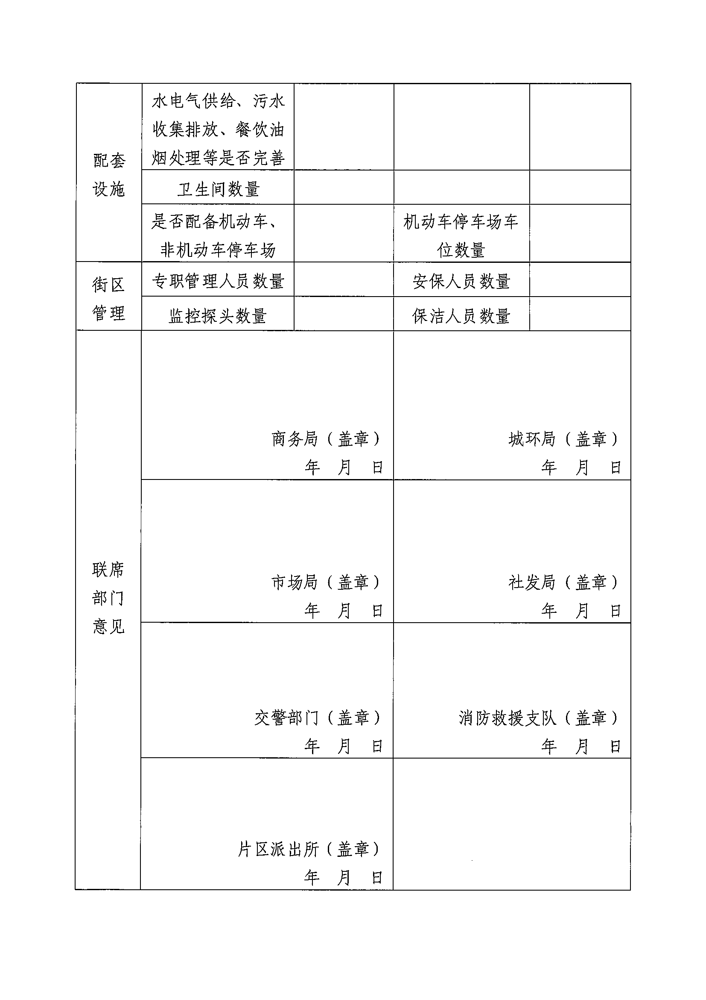 配套
设施
水电气供给、污水
收集排放、餐饮油
烟处理等是否完善
卫生间数量
是否配备机动车、
非机动车停车场
机动车停车场车
位数量
街区
管理
专职管理人员数量
安保人员数量
监控探头数量
保洁人员数量
联席
部门
意见
商务局（盖章）
年 月 日
城环局（盖章）
年 月 日
市场局（盖章）
年 月 日
社发局（盖章）
年 月 日
交警部门（盖章）
年 月 日
消防救援支队（盖章）
年 月 日
片区派出所（盖章）
年 月 日